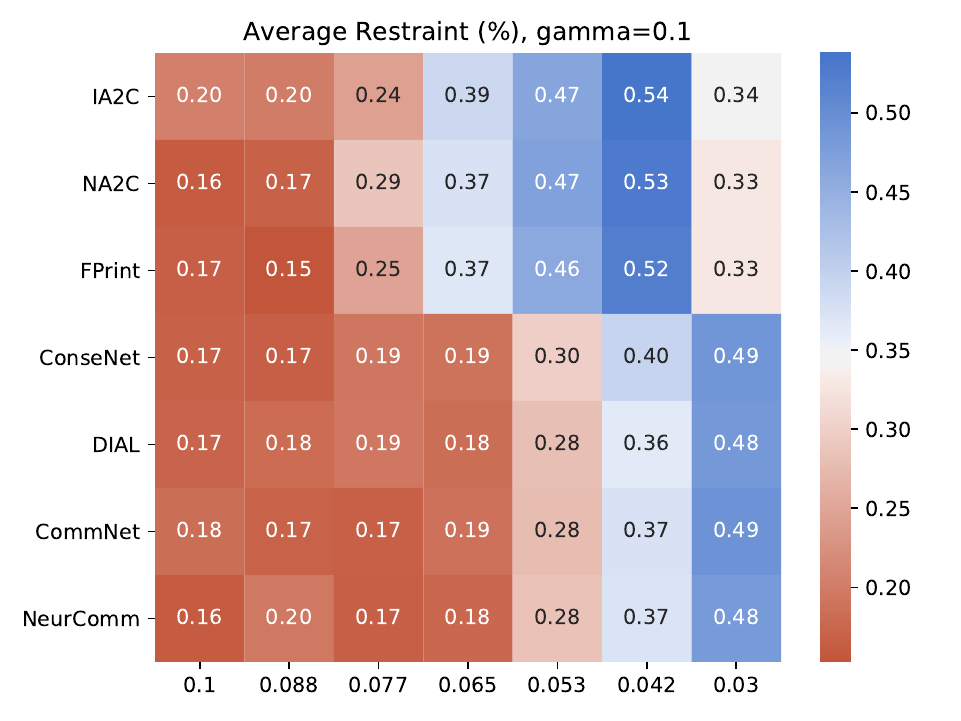 Average Restraint (%), gamma=0.1
IA2C 0.20 0.20 0.24 0.39 0.47 0.54 0.34
NA2C 0.16 0.17 0.29 0.37 0.47 0.53 0.33
FPrint 0.17 0.15 0.25 0.37 0.46 0.52 0.33
ConseNet 0.17 0.17 0.19 0.19 0.30 0.40 0.49
DIAL 0.17 0.18 0.19 0.18 0.28 0.36 0.48
CommNet 0.18 0.17 0.17 0.19 0.28 0.37 0.49
NeurComm 0.16 0.20 0.17 0.18 0.28 0.37 0.48
0.1 0.088 0.077 0.065 0.053 0.042 0.03
0.50
0.45
0.40
0.35
0.30
0.25
0.20